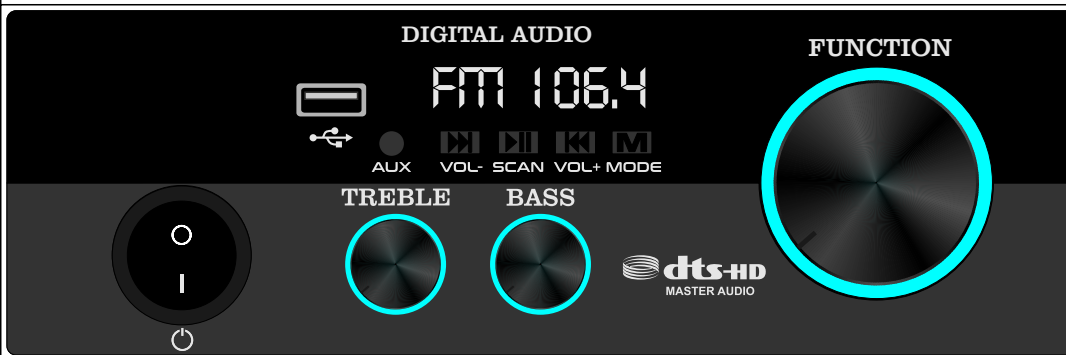 DIGITAL AUDIO
FUNCTION
FM 106.4
M
AUX VOL- SCAN VOL+ MODE
TREBLE BASS
O
I
dts-HD
MASTER AUDIO